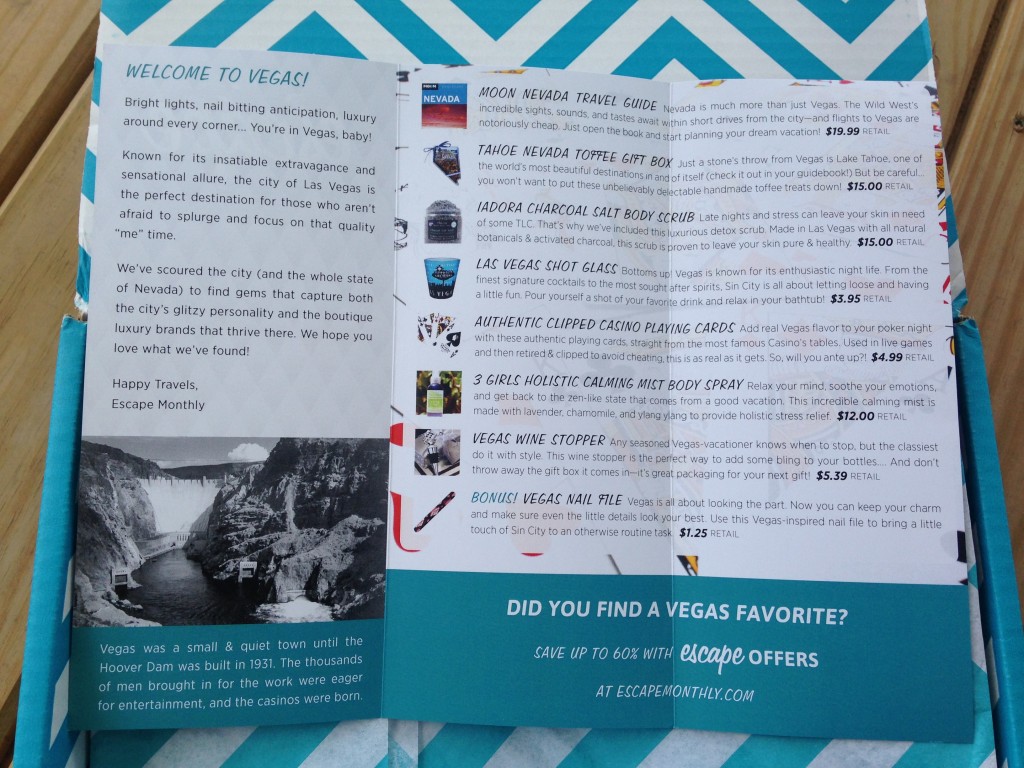 WELCOME TO VEGAS!
Bright lights, nail bitting anticipation, luxury
around every corner... You're in Vegas, baby!
Known for its insatiable extravagance and
sensational allure, the city of Las Vegas is
the perfect destination for those who aren't
afraid to splurge and focus on that quality
"me" time.
We've scoured the city (and the whole state
of Nevada) to find gems that capture both
the city's glitzy personality and the boutique
luxury brands that thrive there. We hope you
love what we've found!
Happy Travels,
Escape Monthly
Vegas was a small & quiet town until the
Hoover Dam was built in 1931. The thousands
of men brought in for the work were eager
for entertainment, and the casinos were born.
NEVADA
MOON NEVADA TRAVEL GUIDE Nevada is much more than just Vegas. The Wild West's
incredible sights, sounds, and tastes await within short drives from the city—and flights to Vegas are
notoriously cheap. Just open the book and start planning your dream vacation! $19.99 RETAIL
TAHOE NEVADA TOFFEE GIFT BOX Just a stone's throw from Vegas is Lake Tahoe, one of
the world's most beautiful destinations in and of itself (check it out in your guidebook!) But be careful...
you won't want to put these unbelievably delectable handmade toffee treats down! $15.00 RETAIL
IADORA CHARCOAL SALT BODY SCRUB Late nights and stress can leave your skin in need
of some TLC. That's why we've included this luxurious detox scrub. Made in Las Vegas with all natural
botanicals & activated charcoal, this scrub is proven to leave your skin pure & healthy. $15.00 RETAIL
LAS VEGAS SHOT GLASS Bottoms up! Vegas is known for its enthusiastic night life. From the
finest signature cocktails to the most sought after spirits, Sin City is all about letting loose and having
a little fun. Pour yourself a shot of your favorite drink and relax in your bathtub! $3.95 RETAIL
AUTHENTIC CLIPPED CASINO PLAYING CARDS Add real Vegas flavor to your poker night
with these authentic playing cards, straight from the most famous Casino's tables. Used in live games
and then retired & clipped to avoid cheating, this is as real as it gets. So, will you ante up?! $4.99 RETAIL
3 GIRLS HOLISTIC CALMING MIST BODY SPRAY Relax your mind, soothe your emotions,
and get back to the zen-like state that comes from a good vacation. This incredible calming mist is
made with lavender, chamomile, and ylang ylang to provide holistic stress relief. $12.00 RETAIL
VEGAS WINE STOPPER Any seasoned Vegas-vacationer knows when to stop, but the classiest
do it with style. This wine stopper is the perfect way to add some bling to your bottles.... And don't
throw away the gift box it comes in—it's great packaging for your next gift! $5.39 RETAIL
BONUS! VEGAS NAIL FILE Vegas is all about looking the part. Now you can keep your charm
and make sure even the little details look your best. Use this Vegas-inspired nail file to bring a little
touch of Sin City to an otherwise routine task. $1.25 RETAIL
DID YOU FIND A VEGAS FAVORITE?
SAVE UP TO 60% WITH escape OFFERS
AT ESCAPEMONTHLY.COM